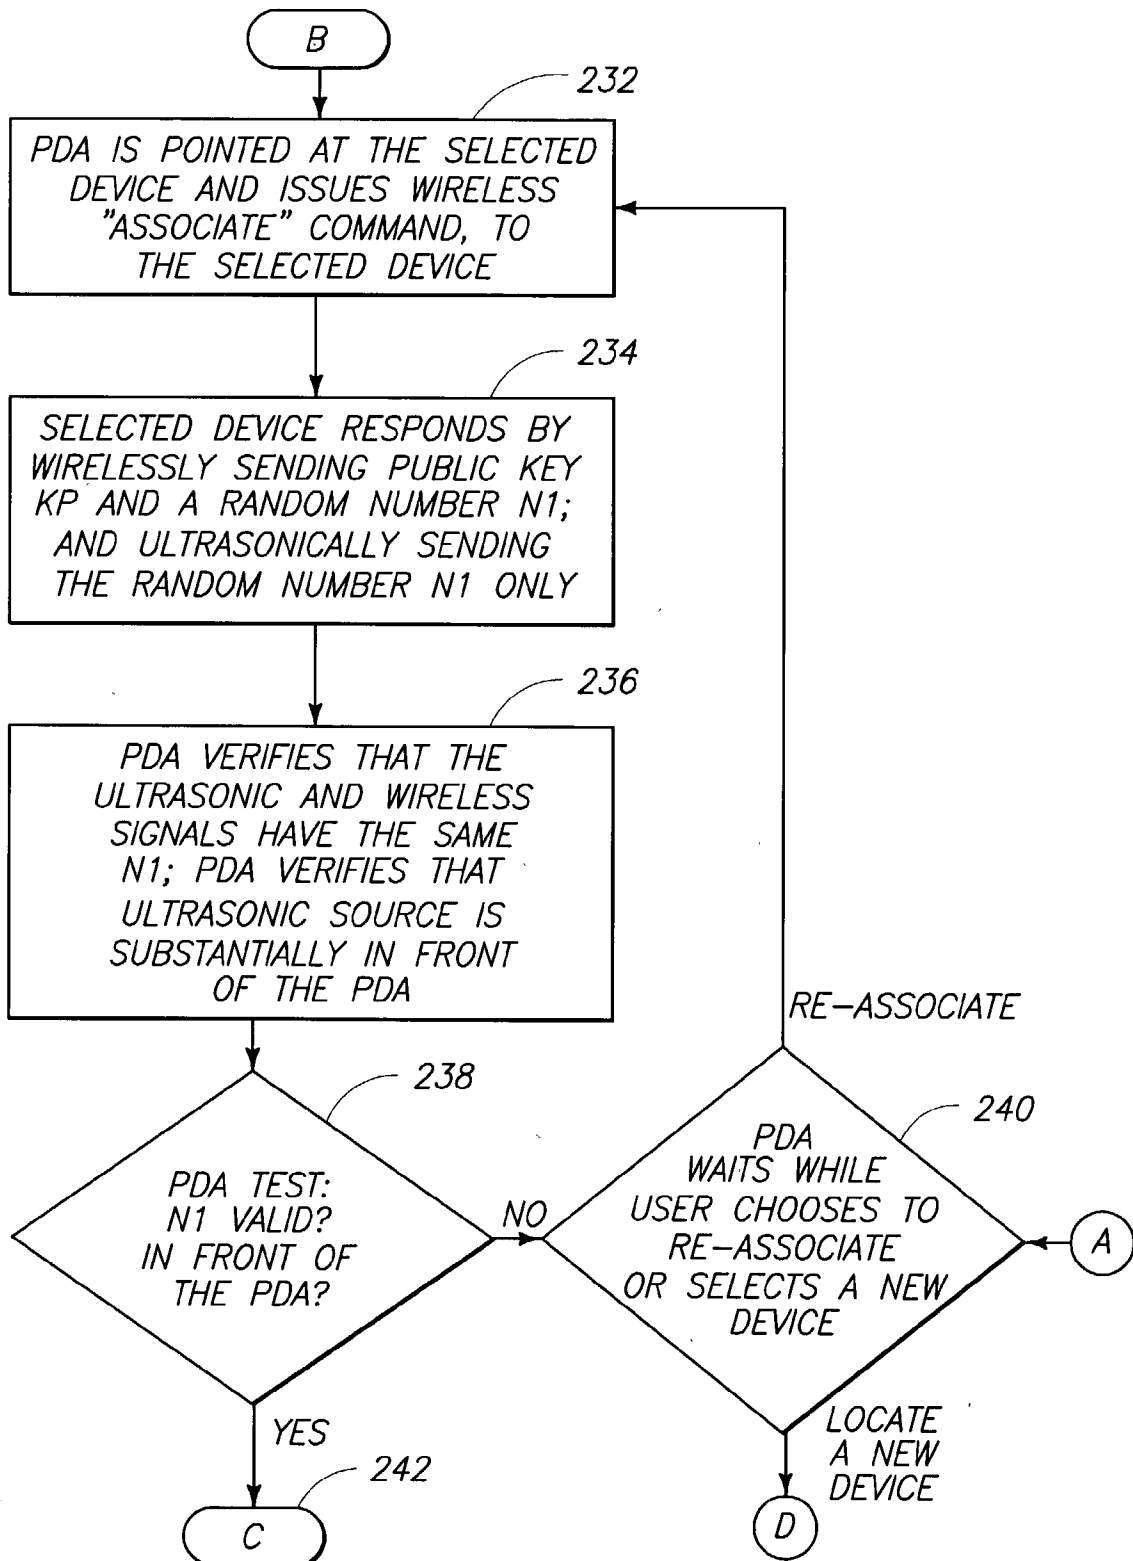 B
232
PDA IS POINTED AT THE SELECTED
DEVICE AND ISSUES WIRELESS
"ASSOCIATE" COMMAND, TO
THE SELECTED DEVICE
234
SELECTED DEVICE RESPONDS BY
WIRELESSLY SENDING PUBLIC KEY
KP AND A RANDOM NUMBER N1;
AND ULTRASONICALLY SENDING
THE RANDOM NUMBER N1 ONLY
236
PDA VERIFIES THAT THE
ULTRASONIC AND WIRELESS
SIGNALS HAVE THE SAME
N1; PDA VERIFIES THAT
ULTRASONIC SOURCE IS
SUBSTANTIALLY IN FRONT
OF THE PDA
RE-ASSOCIATE
238
PDA TEST:
N1 VALID?
IN FRONT OF
THE PDA?
NO
240
PDA
WAITS WHILE
USER CHOOSES TO
RE-ASSOCIATE
OR SELECTS A NEW
DEVICE
A
YES
LOCATE
A NEW
DEVICE
242
C
D